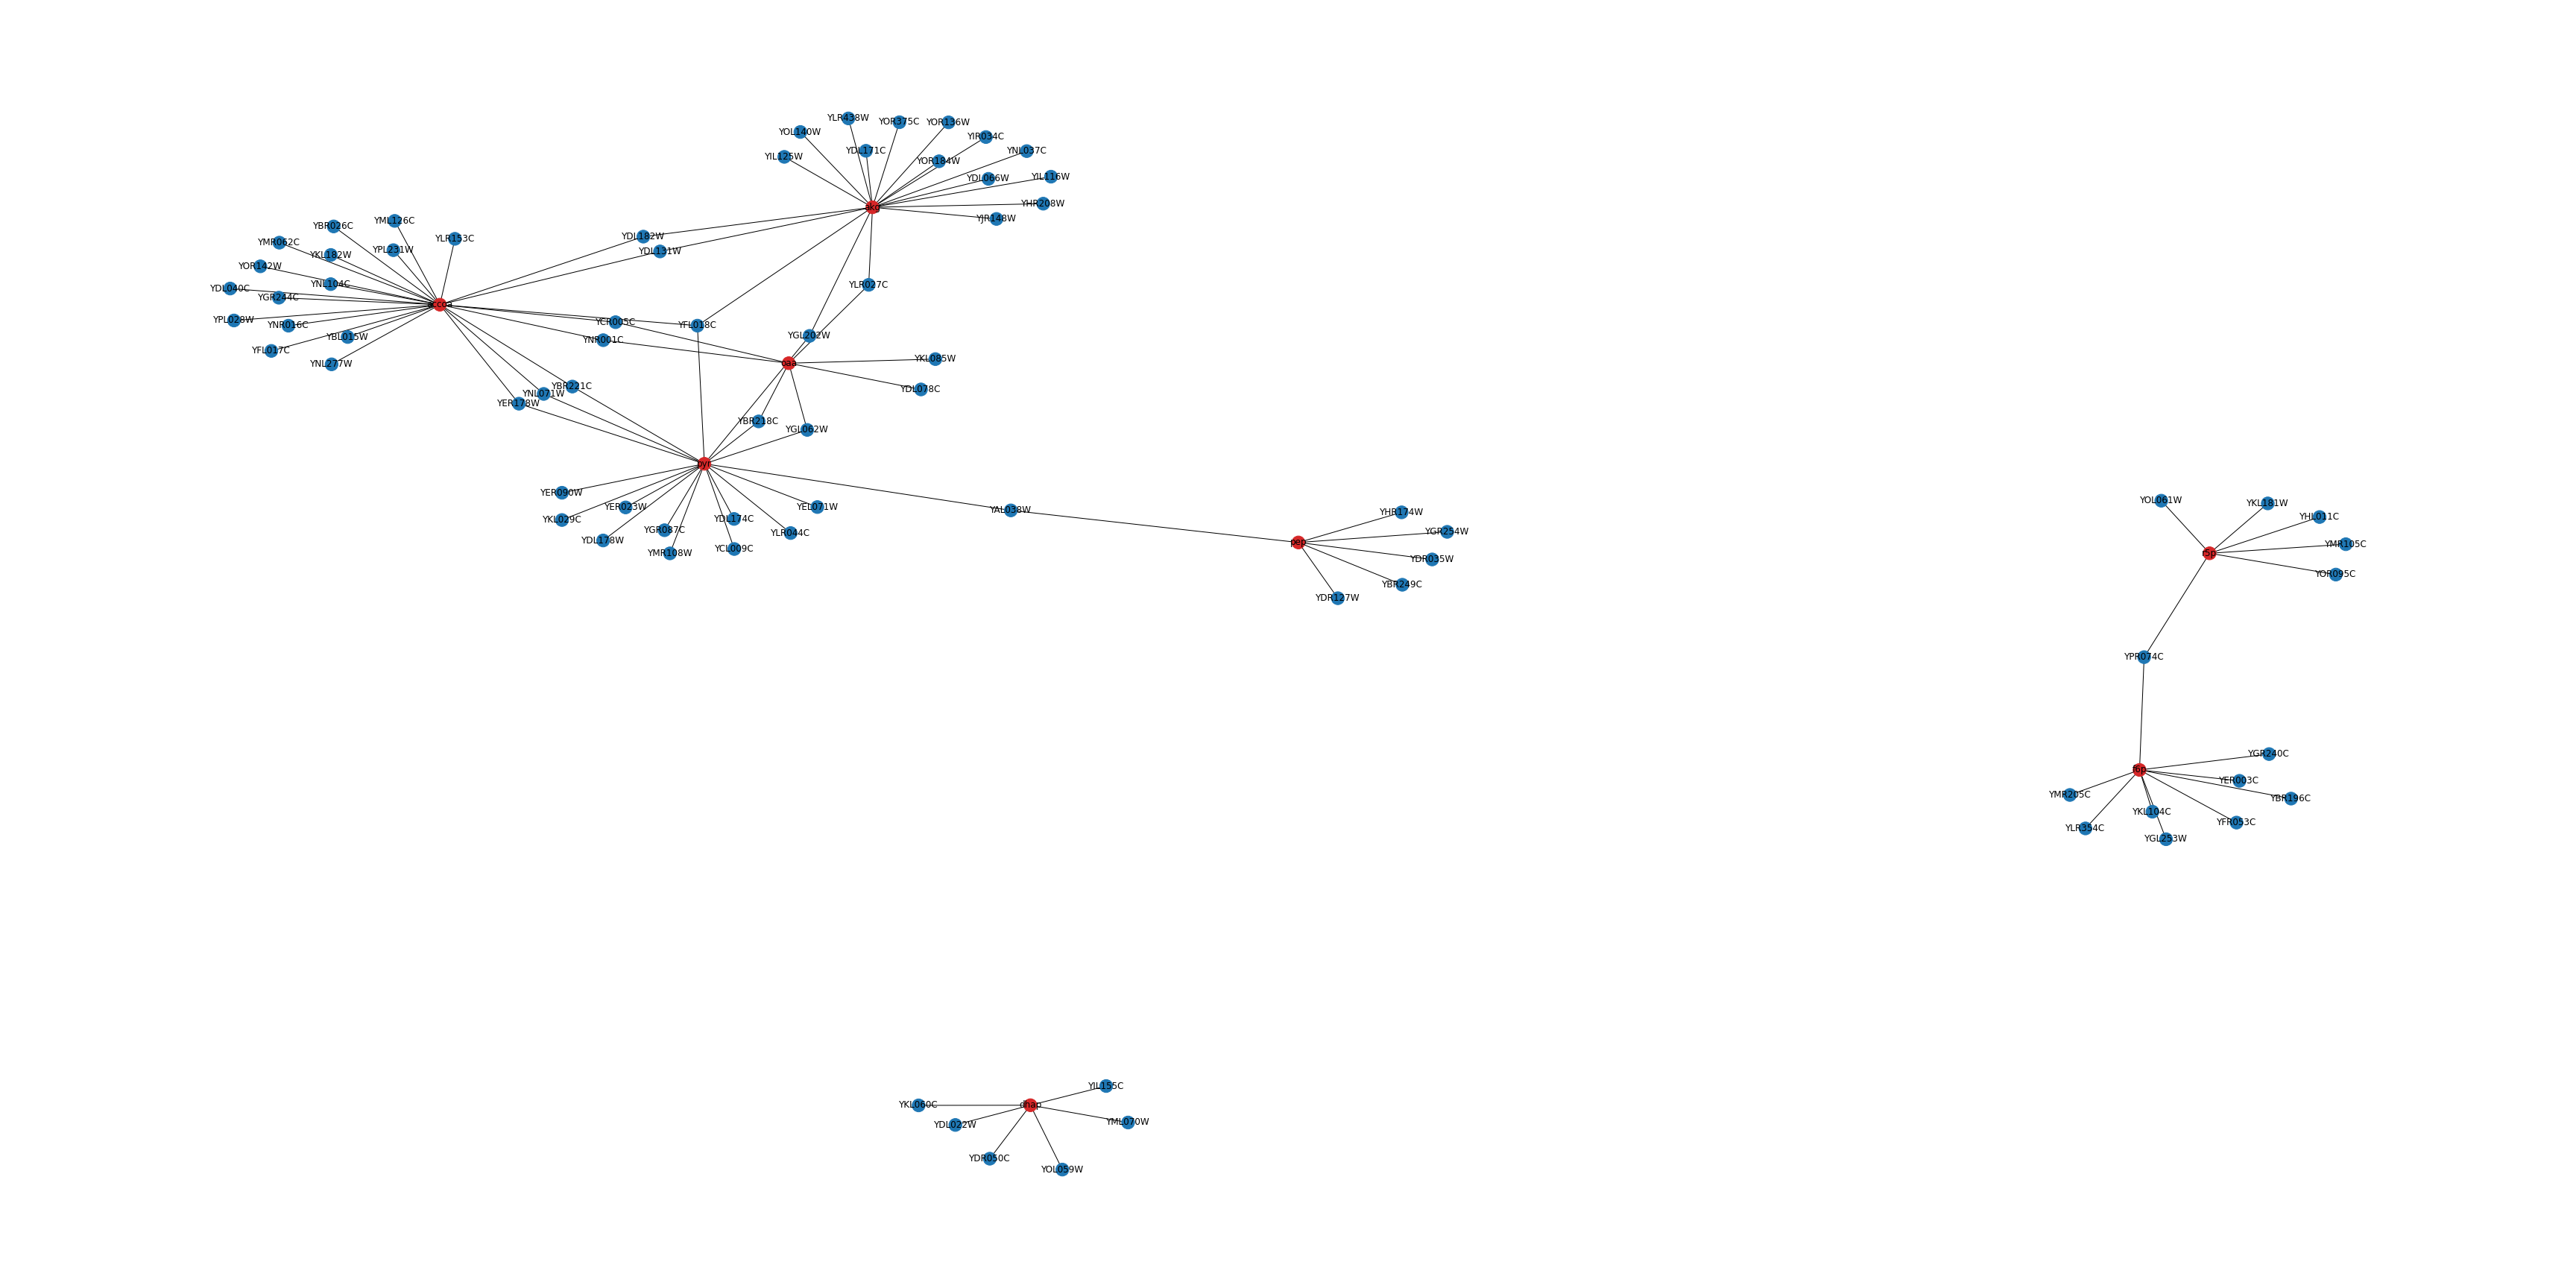 YLR438W
YOR375C
YOR136W
YOL140W
YIR034C
YDL171C
YNL037C
YIL125W
YOR184W
YDL066W
YIL116W
YHR208W
akg
YJR148W
YML126C
YBR026C
YDL182W
YLR153C
YMR062C
YPL231W
YDL131W
YKL182W
YOR142W
YNL104C
YLR027C
YDL040C
YGR244C
accoa
YPL028W
YCR005C
YNR016C
YFL018C
YBL015W
YGL202W
YNR001C
YFL017C
YKL085W
YNL277W
oaa
YBR221C
YDL078C
YNL071W
YER178W
YBR218C
YGL062W
pyr
YER090W
YOL061W
YKL181W
YER023W
YEL071W
YAL038W
YHR174W
YHL011C
YKL029C
YDL174C
YGR087C
YLR044C
YGR254W
YDL178W
pep
YMR105C
YCL009C
YMR108W
r5p
YDR035W
YOR095C
YBR249C
YDR127W
YPR074C
YGR240C
f6p
YER003C
YMR205C
YBR196C
YKL104C
YFR053C
YLR354C
YGL253W
YIL155C
YKL060C
dhap
YML070W
YDL022W
YDR050C
YOL059W